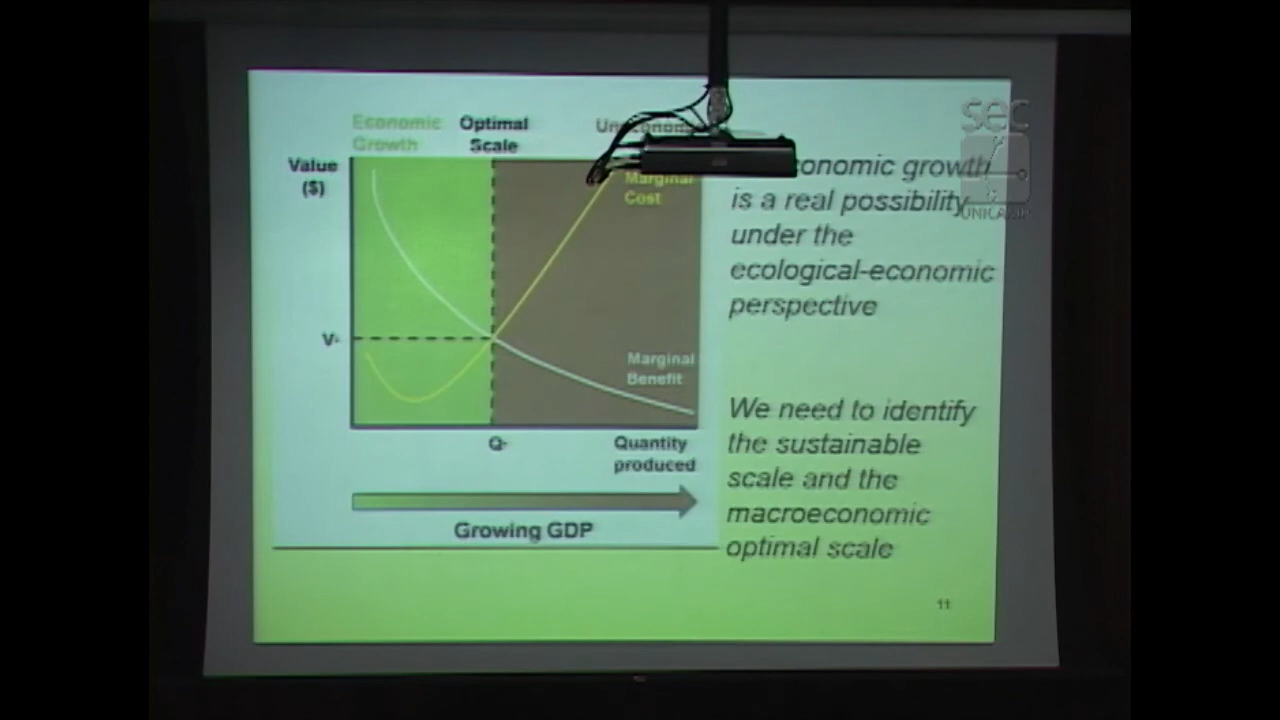 Economic
Growth
Optimal
Scale
Value
($)
Marginal
Cost
V*
Marginal
Benefit
Q*
Quantity
produced
Growing GDP
economic growth
is a real possibility
under the
ecological-economic
perspective
We need to identify
the sustainable
scale and the
macroeconomic
optimal scale
11
sec
UNICAMP